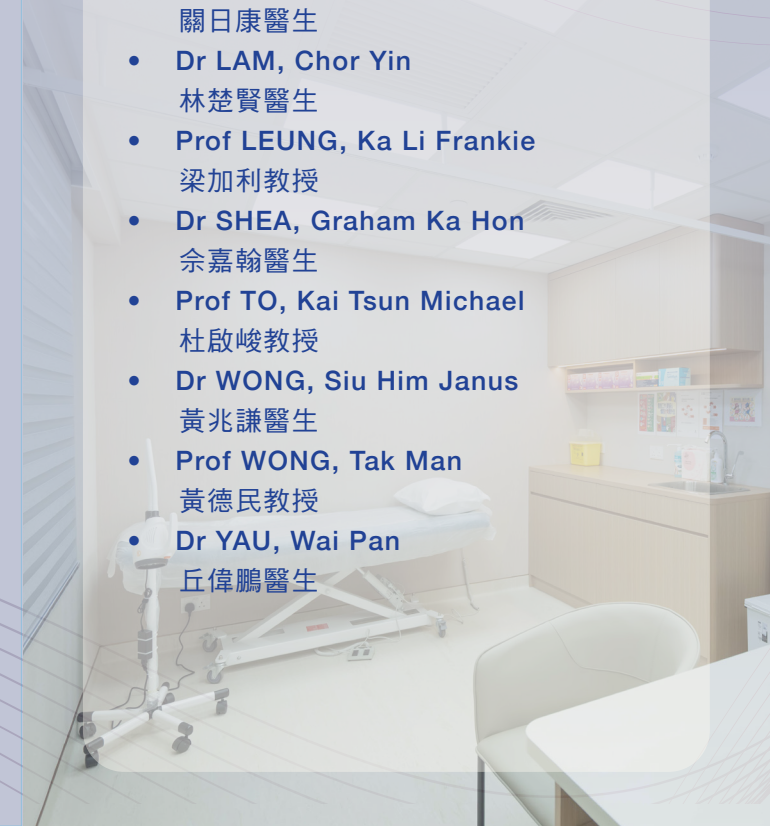 關日康醫生
• Dr LAM, Chor Yin
林楚賢醫生
• Prof LEUNG, Ka Li Frankie
梁加利教授
• Dr SHEA, Graham Ka Hon
佘嘉翰醫生
• Prof TO, Kai Tsun Michael
杜啟峻教授
• Dr WONG, Siu Him Janus
黃兆謙醫生
• Prof WONG, Tak Man
黃德民教授
• Dr YAU, Wai Pan
丘偉鵬醫生